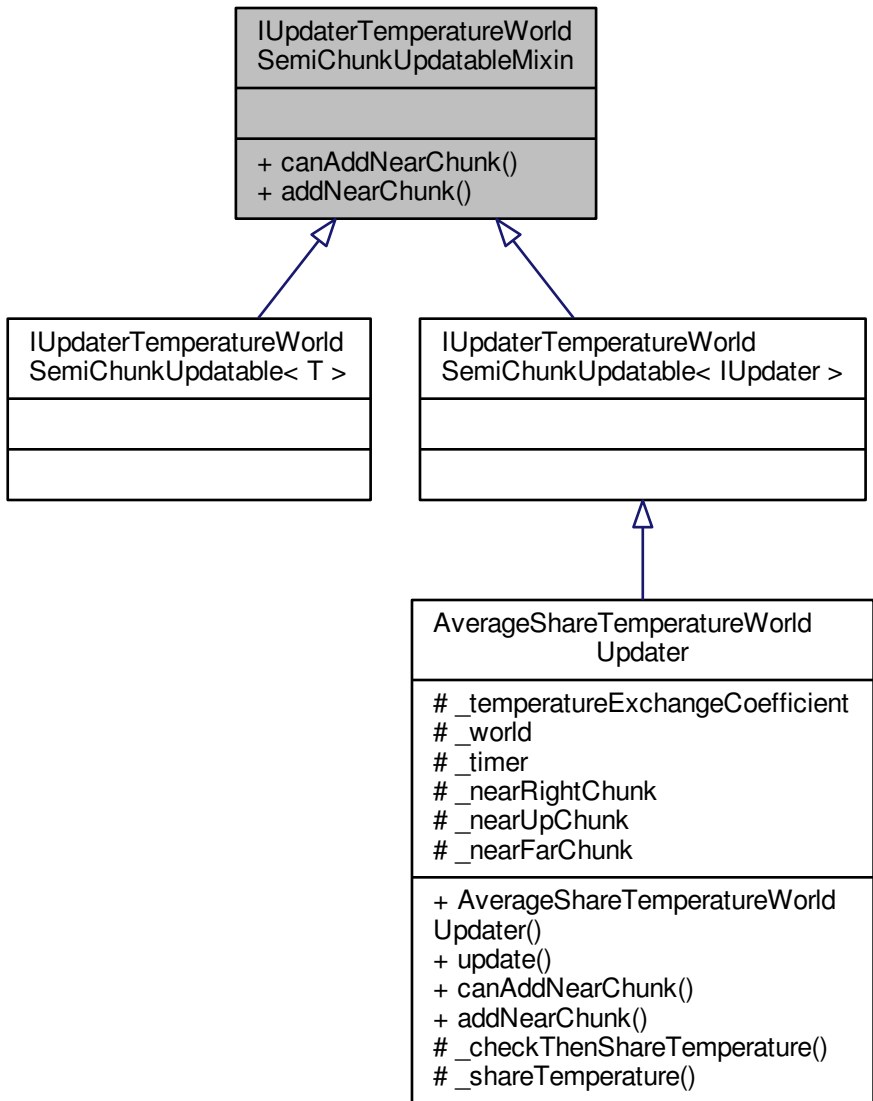 IUpdaterTemperatureWorld
SemiChunkUpdatableMixin
+ canAddNearChunk()
+ addNearChunk()
IUpdaterTemperatureWorld
SemiChunkUpdatable< T >
IUpdaterTemperatureWorld
SemiChunkUpdatable< IUpdater >
AverageShareTemperatureWorld
Updater
# _temperatureExchangeCoefficient
# _world
# _timer
# _nearRightChunk
# _nearUpChunk
# _nearFarChunk
+ AverageShareTemperatureWorld
Updater()
+ update()
+ canAddNearChunk()
+ addNearChunk()
# _checkThenShareTemperature()
# _shareTemperature()